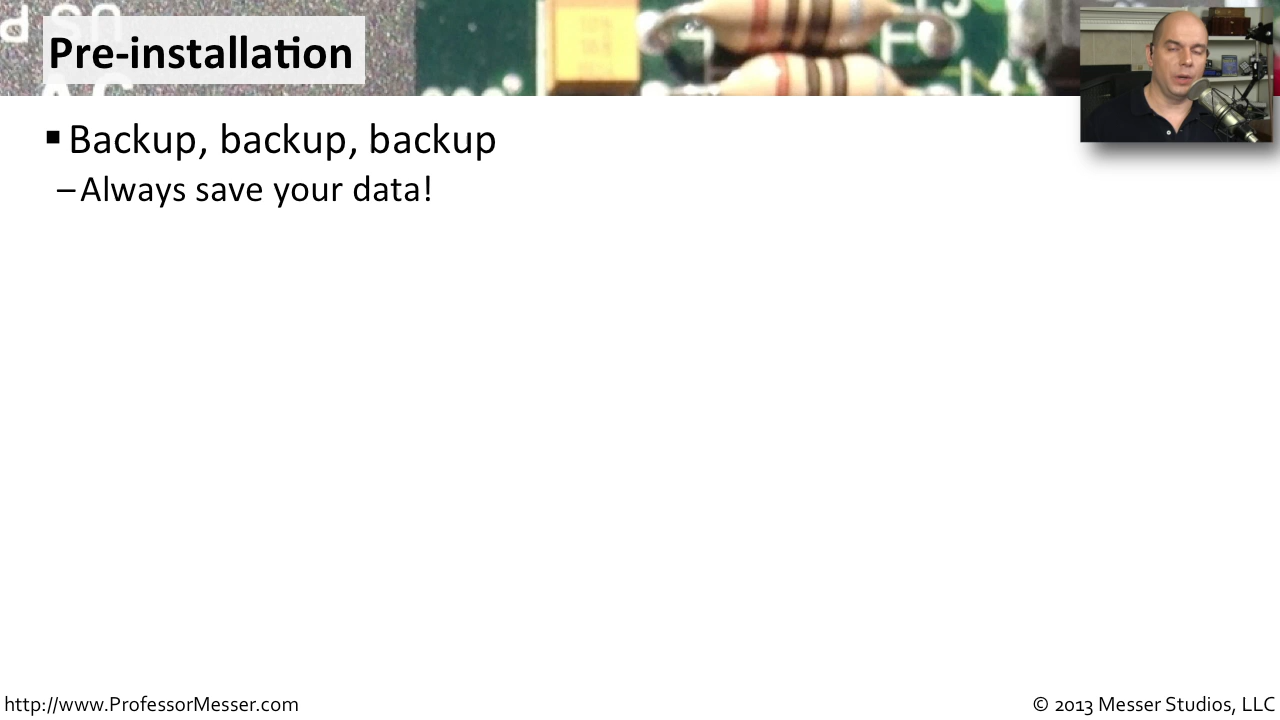 Pre-installation
▪ Backup, backup, backup
– Always save your data!
http://www.ProfessorMesser.com
© 2013 Messer Studios, LLC